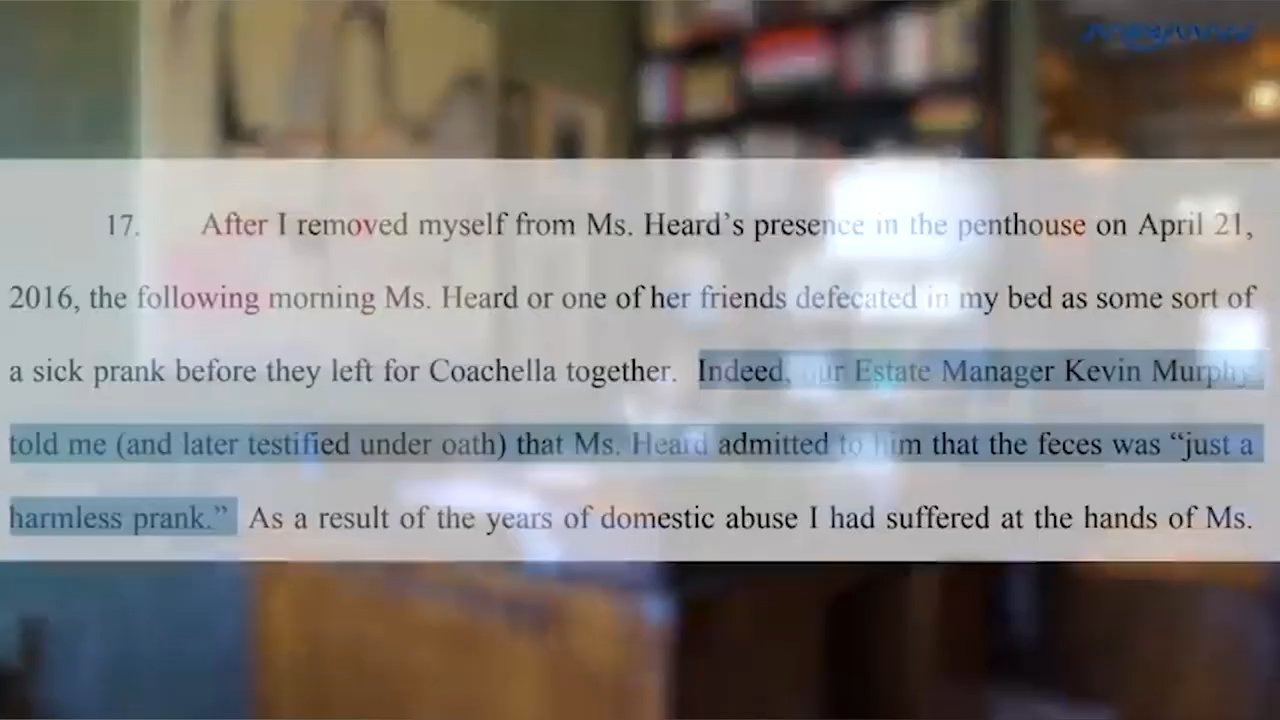 17. After I removed myself from Ms. Heard’s presence in the penthouse on April 21,
2016, the following morning Ms. Heard or one of her friends defecated in my bed as some sort of
a sick prank before they left for Coachella together. Indeed, our Estate Manager Kevin Murphy
told me (and later testified under oath) that Ms. Heard admitted to him that the feces was “just a
harmless prank.” As a result of the years of domestic abuse I had suffered at the hands of Ms.